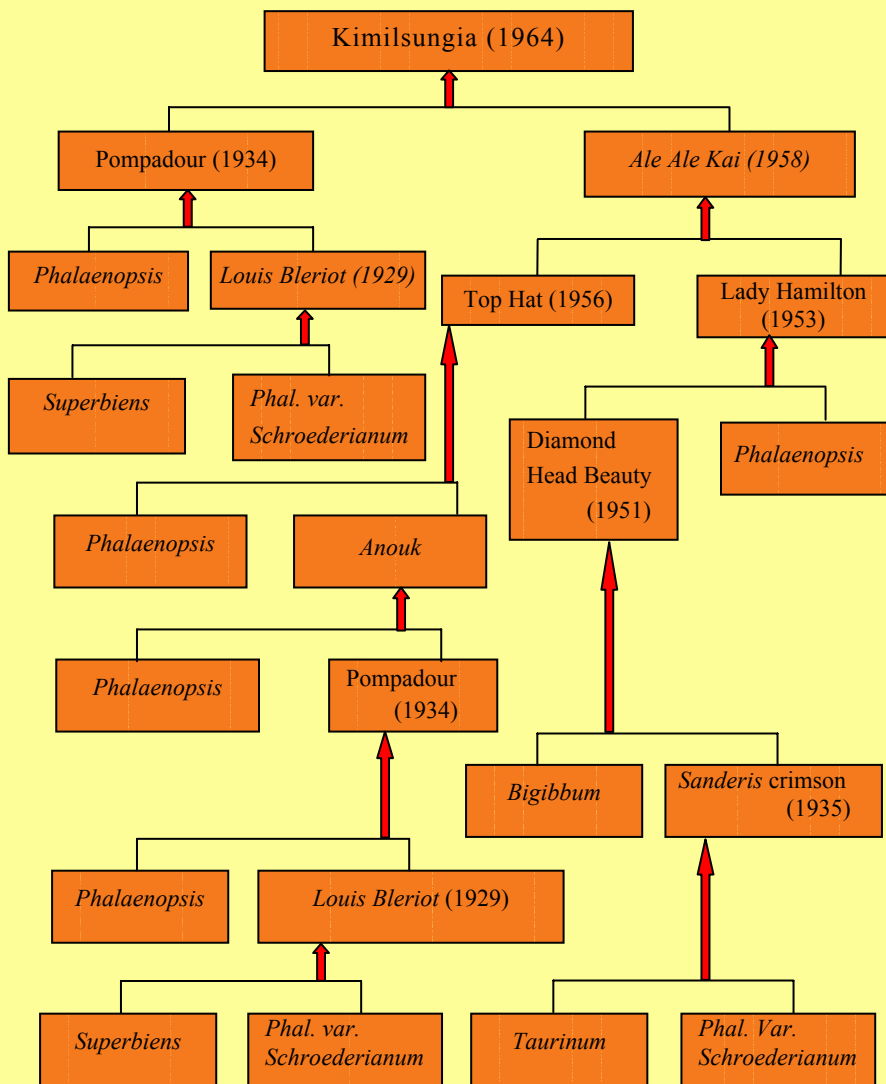 Kimilsungia (1964)
Pompadour (1934)
Ale Ale Kai (1958)
Phalaenopsis
Louis Bleriot (1929)
Top Hat (1956)
Lady Hamilton
(1953)
Superbiens
Phal. var.
Schroederianum
Diamond
Head Beauty
(1951)
Phalaenopsis
Phalaenopsis
Anouk
Phalaenopsis
Pompadour
(1934)
Bigibbum
Sanderis crimson
(1935)
Phalaenopsis
Louis Bleriot (1929)
Superbiens
Phal. var.
Schroederianum
Taurinum
Phal. Var.
Schroederianum